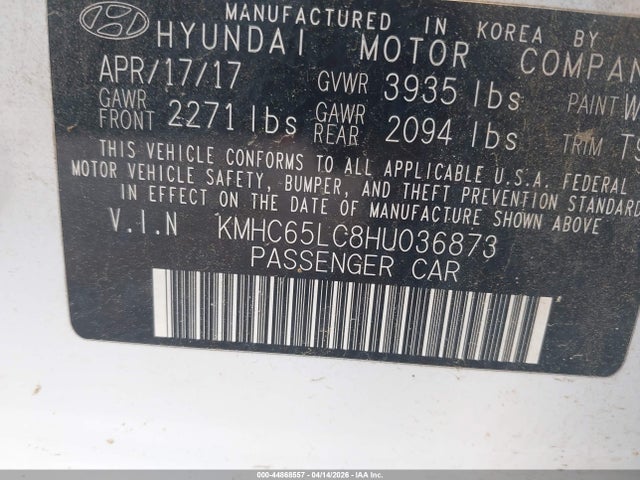 MANUFACTURED IN KOREA BY
HYUNDAI MOTOR COMPAN
APR/17/17 GVWR 3935 lbs PAINT W
GAWR FRONT 2271 lbs GAWR REAR 2094 lbs TRIM T9
THIS VEHICLE CONFORMS TO ALL APPLICABLE U.S.A. FEDERAL
MOTOR VEHICLE SAFETY, BUMPER, AND THEFT PREVENTION STANDARD
IN EFFECT ON THE DATE OF MANUFACTURE SHOWN ABOVE
V.I.N KMHC65LC8HU036873
PASSENGER CAR
000-44868557 - 04/14/2026 - IAA Inc.